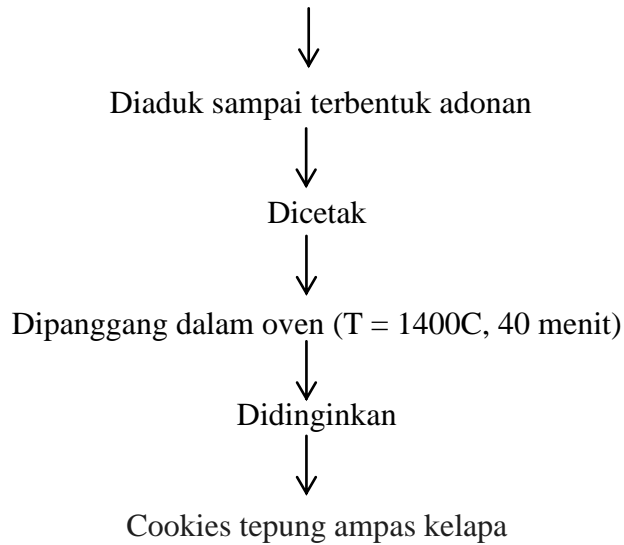 Diaduk sampai terbentuk adonan
Dicetak
Dipanggang dalam oven (T = 1400C, 40 menit)
Didinginkan
Cookies tepung ampas kelapa